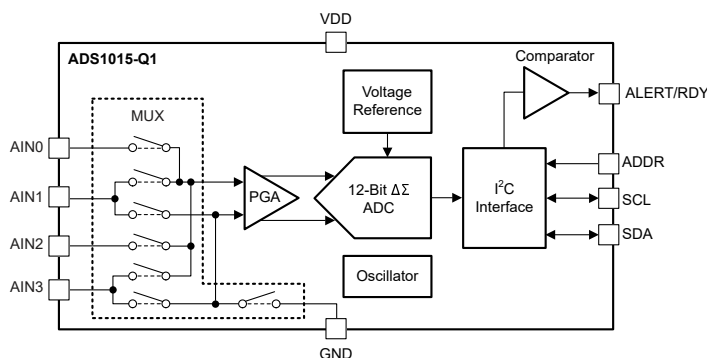 VDD
ADS1015-Q1
Comparator
Voltage
Reference
ALERT/RDY
MUX
AIN0
ADDR
AIN1
PGA
12-Bit ΔΣ
ADC
I²C
Interface
SCL
AIN2
SDA
Oscillator
AIN3
GND